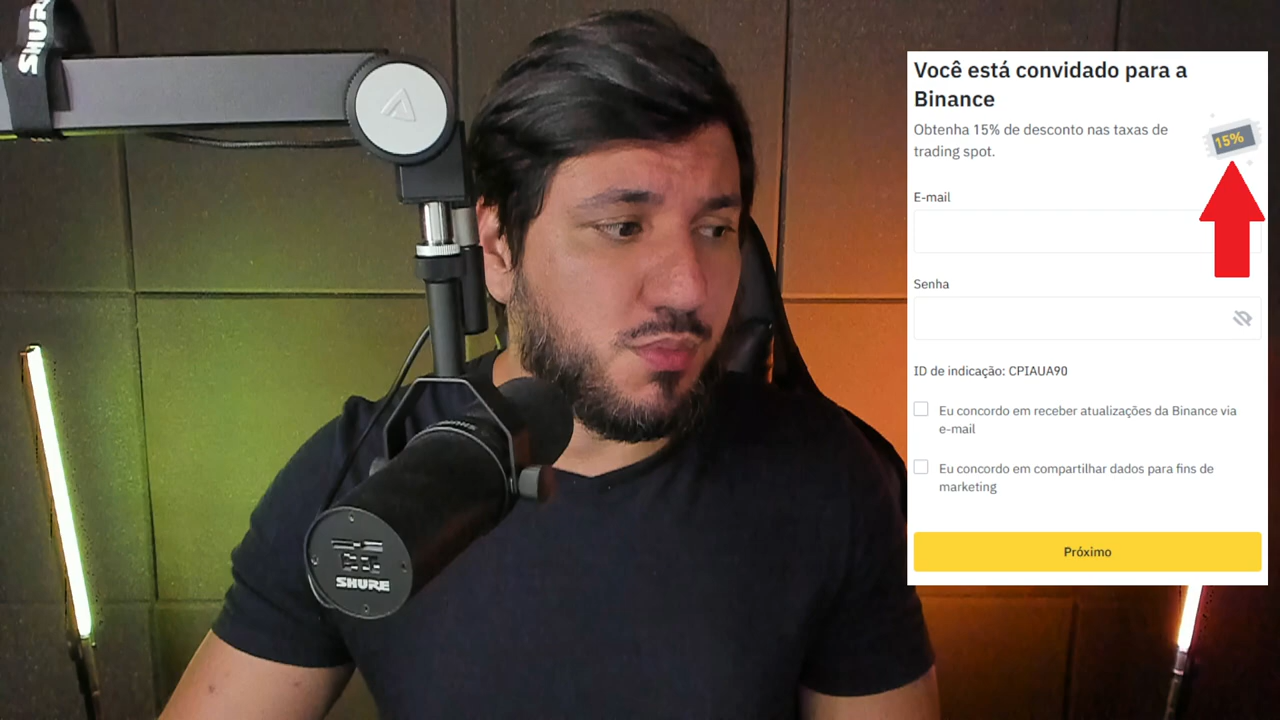 SHURE
Você está convidado para a
Binance
Obtenha 15% de desconto nas taxas de
trading spot.
15%
E-mail
Senha
ID de indicação: CPIAUA90
Eu concordo em receber atualizações da Binance via
e-mail
Eu concordo em compartilhar dados para fins de
marketing
Próximo
SHURE
SHURE